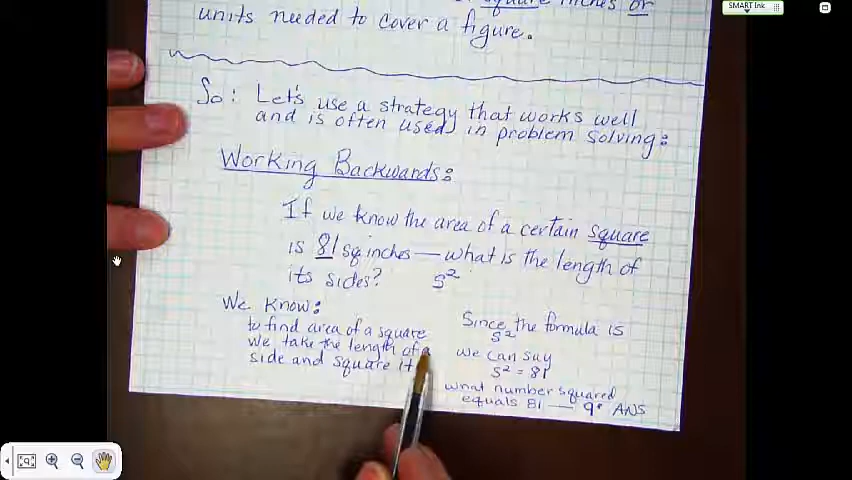 square inches or
units needed to cover a figure.
So: Let's use a strategy that works well
and is often used in problem solving:
Working Backwards:
If we know the area of a certain square
is 81 sq inches — what is the length of
its sides? s²
We know:
to find area of a square
we take the length of a
side and square it
Since the formula is
s²
we can say
s² = 81
what number squared
equals 81 — 9" ANS
SMART Ink